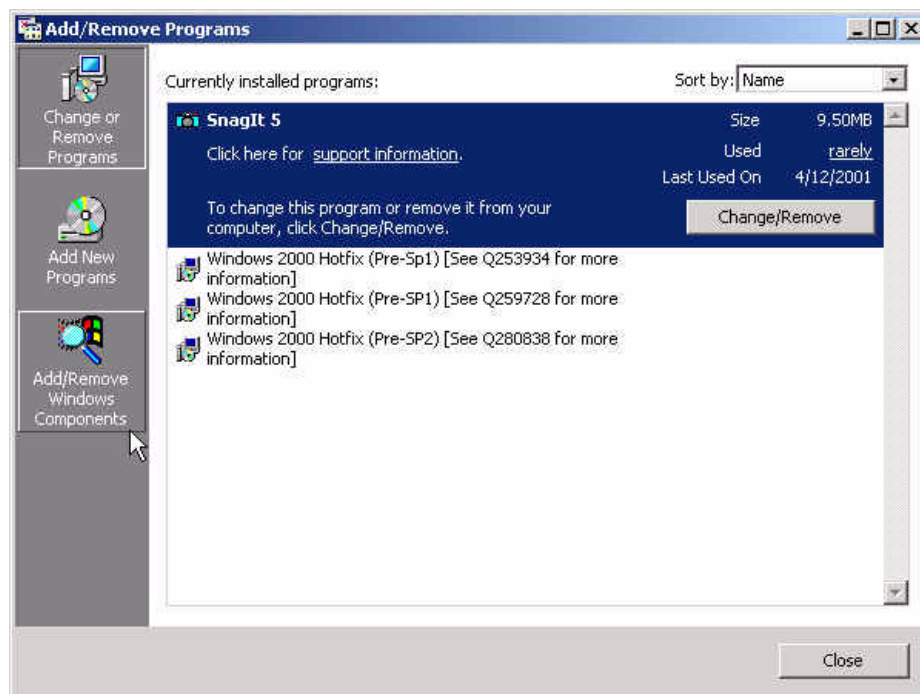 Add/Remove Programs
Change or
Remove
Programs
Add New
Programs
Add/Remove
Windows
Components
Currently installed programs:
Sort by: Name
SnagIt 5
Size 9.50MB
Click here for support information.
Used rarely
Last Used On 4/12/2001
To change this program or remove it from your
computer, click Change/Remove.
Change/Remove
Windows 2000 Hotfix (Pre-Sp1) [See Q253934 for more
information]
Windows 2000 Hotfix (Pre-SP1) [See Q259728 for more
information]
Windows 2000 Hotfix (Pre-SP2) [See Q280838 for more
information]
Close